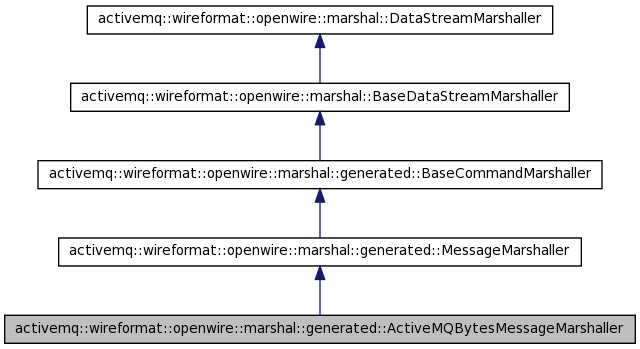 activemq::wireformat::openwire::marshal::DataStreamMarshaller
activemq::wireformat::openwire::marshal::BaseDataStreamMarshaller
activemq::wireformat::openwire::marshal::generated::BaseCommandMarshaller
activemq::wireformat::openwire::marshal::generated::MessageMarshaller
activemq::wireformat::openwire::marshal::generated::ActiveMQBytesMessageMarshaller